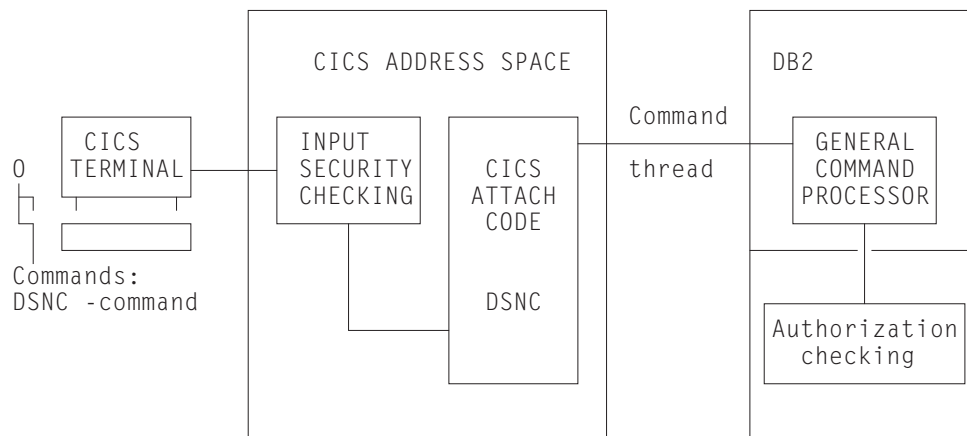 CICS ADDRESS SPACE
DB2
CICS
TERMINAL
INPUT
SECURITY
CHECKING
CICS
ATTACH
CODE
DSNC
Command
thread
GENERAL
COMMAND
PROCESSOR
O
Commands:
DSNC -command
Authorization
checking